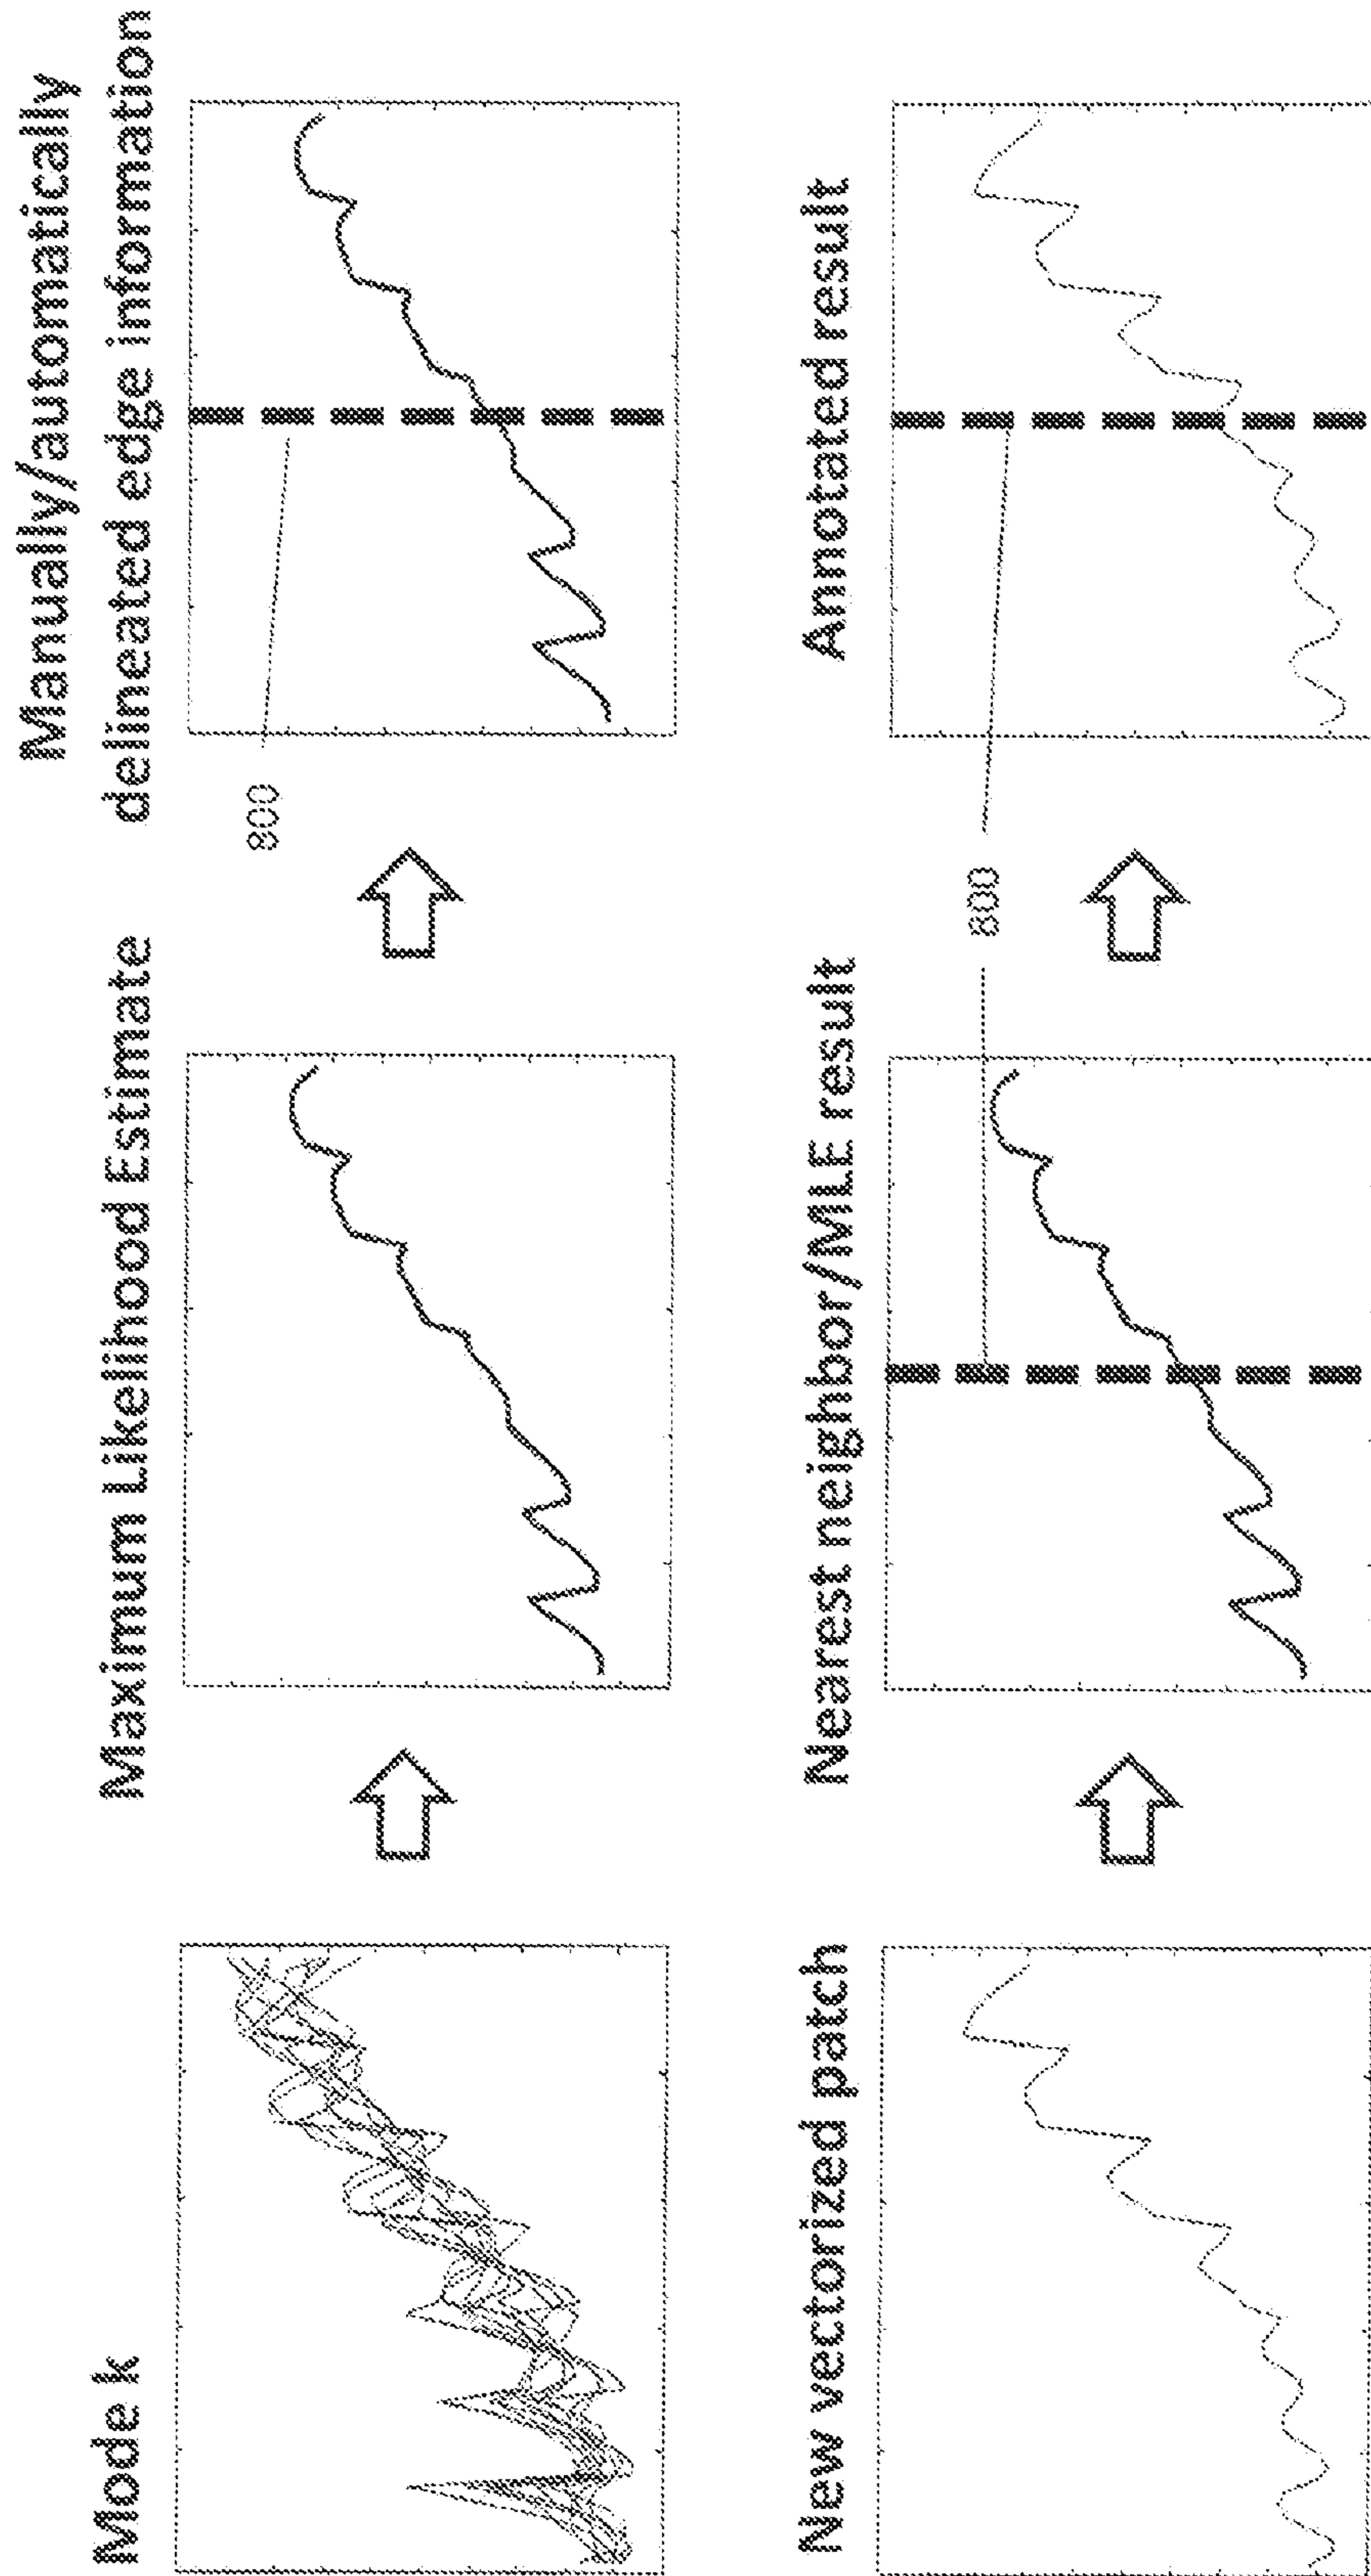 Mode k
Maximum Likelihood Estimate
Manually/automatically
delineated edge information
800
New vectorized patch
Nearest neighbor/MLE result
800
Annotated result